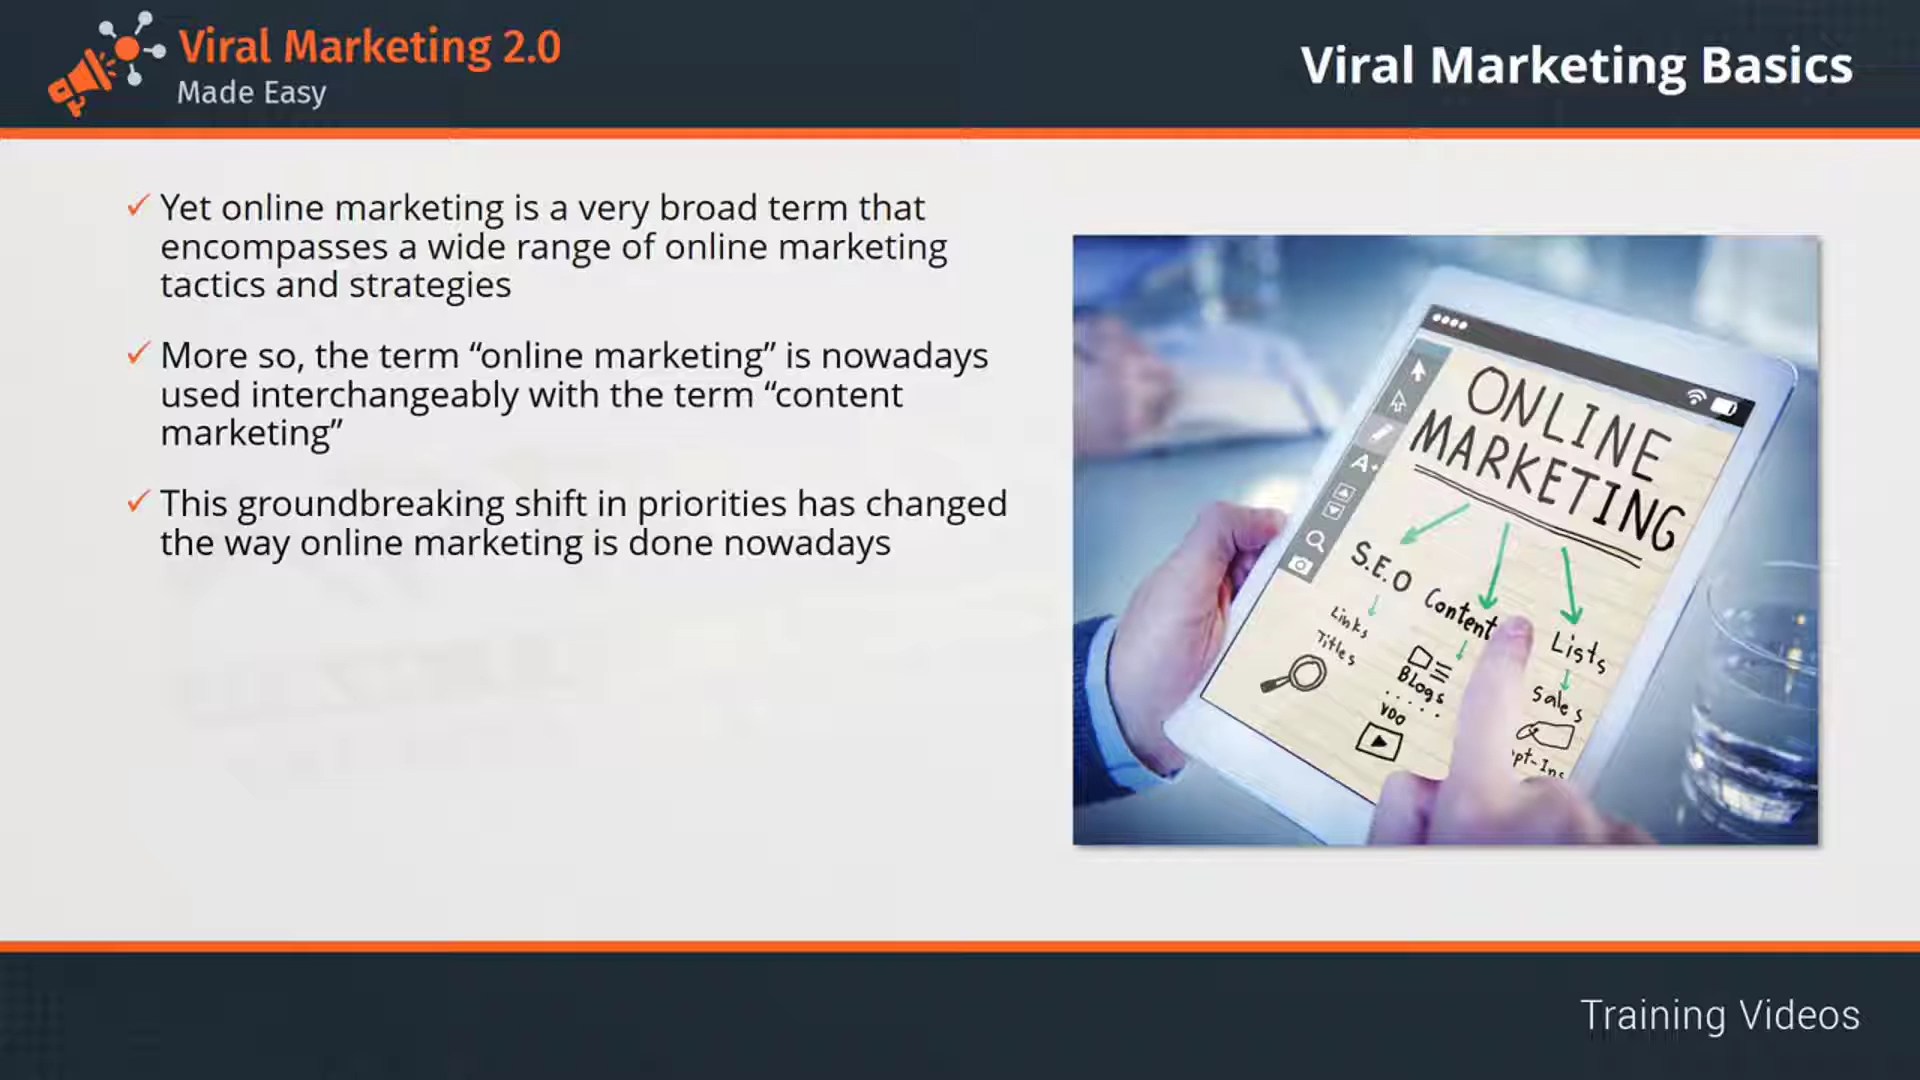 Viral Marketing 2.0
Made Easy
Viral Marketing Basics
Yet online marketing is a very broad term that
encompasses a wide range of online marketing
tactics and strategies
More so, the term “online marketing” is nowadays
used interchangeably with the term “content
marketing”
This groundbreaking shift in priorities has changed
the way online marketing is done nowadays
ONLINE
MARKETING
S.E.O
Content
Lists
Links
Titles
Blogs
VDO
Sales
pt-Ins
A+
Training Videos